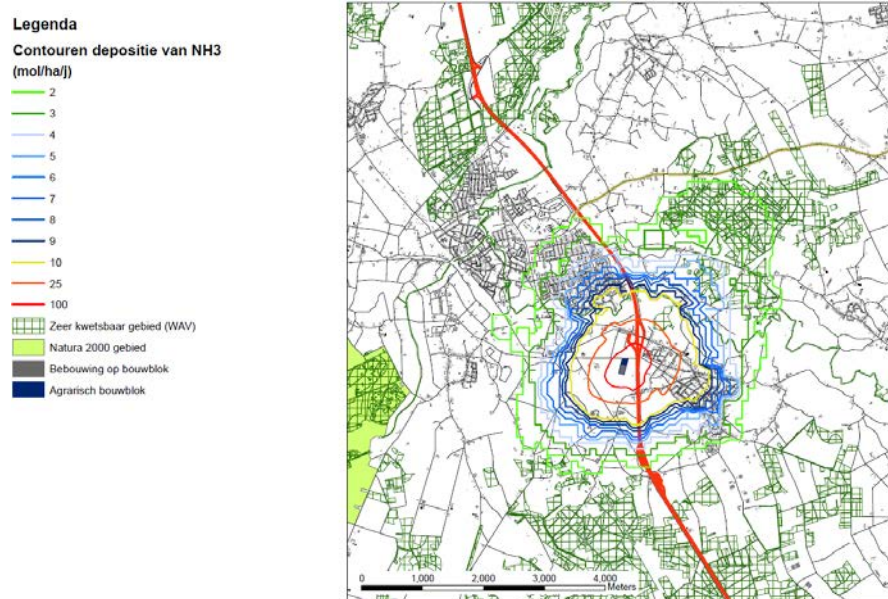 Legenda
Contouren depositie van NH3
(mol/ha/j)
2
3
4
5
6
7
8
9
10
25
100
Zeer kwetsbaar gebied (WAV)
Natura 2000 gebied
Bebouwing op bouwblok
Agrarisch bouwblok
0 1,000 2,000 3,000 4,000
Meters